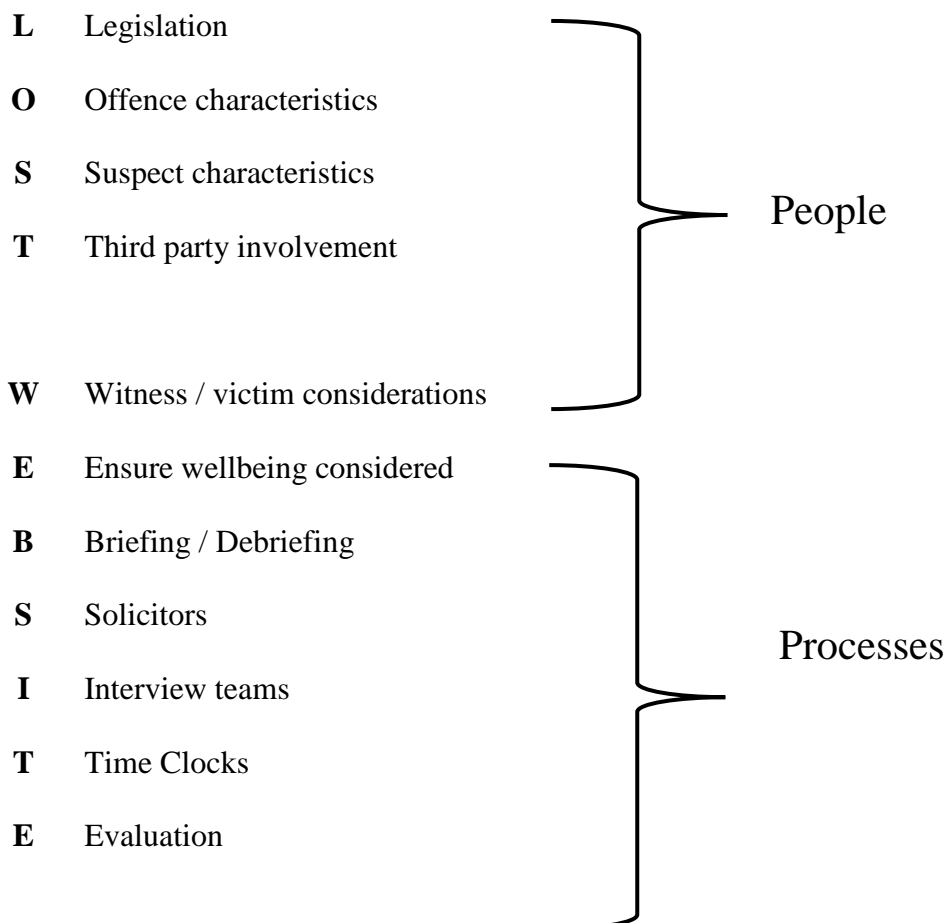 L Legislation
O Offence characteristics
S Suspect characteristics
T Third party involvement
People
W Witness / victim considerations
E Ensure wellbeing considered
B Briefing / Debriefing
S Solicitors
Processes
I Interview teams
T Time Clocks
E Evaluation